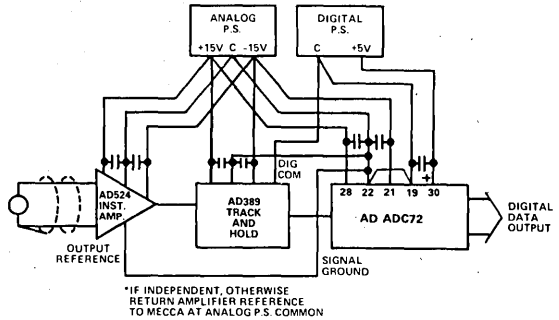 ANALOG
P.S.
+15V C -15V
DIGITAL
P.S.
C +5V
AD524
INST.
AMP.
OUTPUT
REFERENCE
AD389
TRACK
AND
HOLD
DIG
COM
28 22 21 19 30
+
AD ADC72
SIGNAL
GROUND
DIGITAL
DATA
OUTPUT
*IF INDEPENDENT, OTHERWISE
RETURN AMPLIFIER REFERENCE
TO MECCA AT ANALOG P.S. COMMON